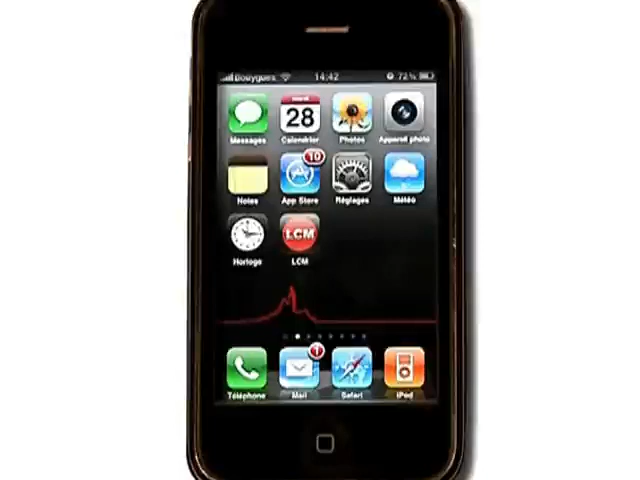 Bouygues 14:42 72 %
Messages Calendrier Photos Appareil photo
28
10
Notes App Store Réglages Météo
LCM
Horloge LCM
1
Téléphone Mail Safari iPod